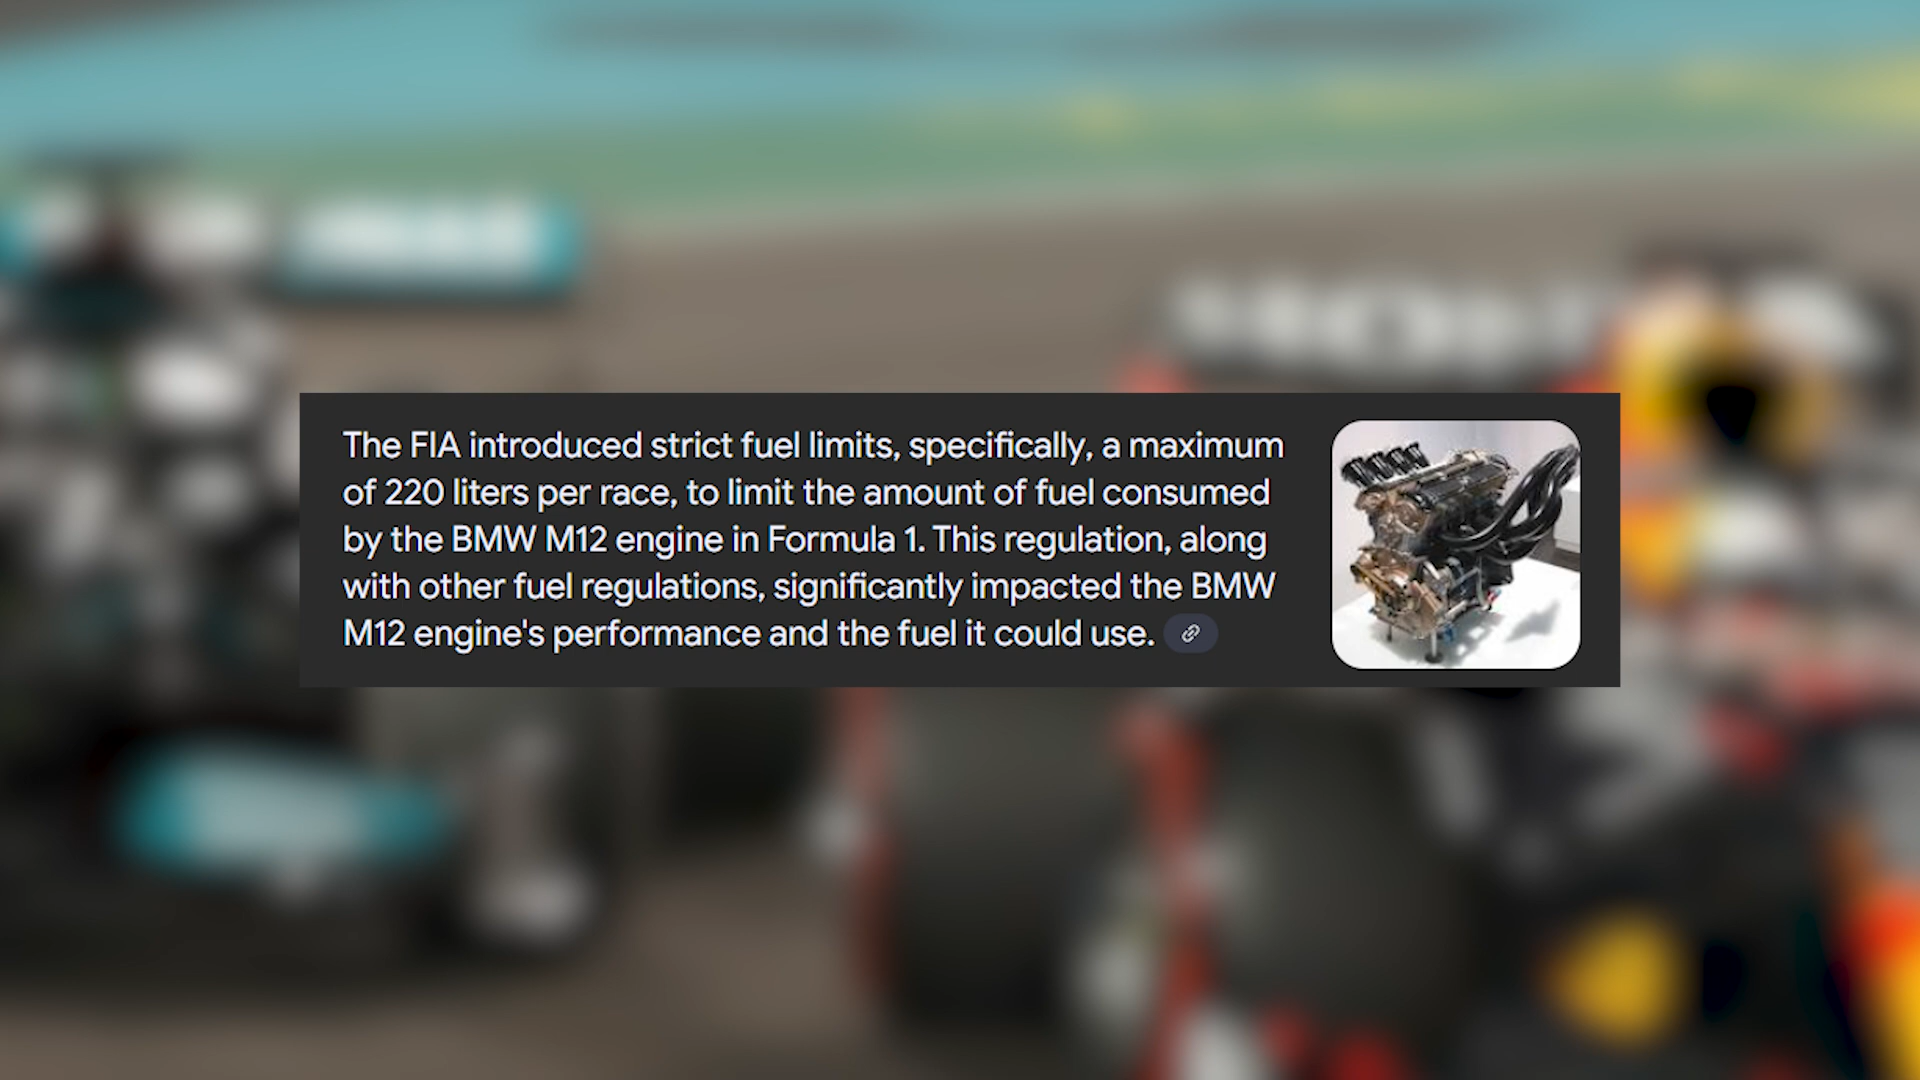 The FIA introduced strict fuel limits, specifically, a maximum
of 220 liters per race, to limit the amount of fuel consumed
by the BMW M12 engine in Formula 1. This regulation, along
with other fuel regulations, significantly impacted the BMW
M12 engine's performance and the fuel it could use.